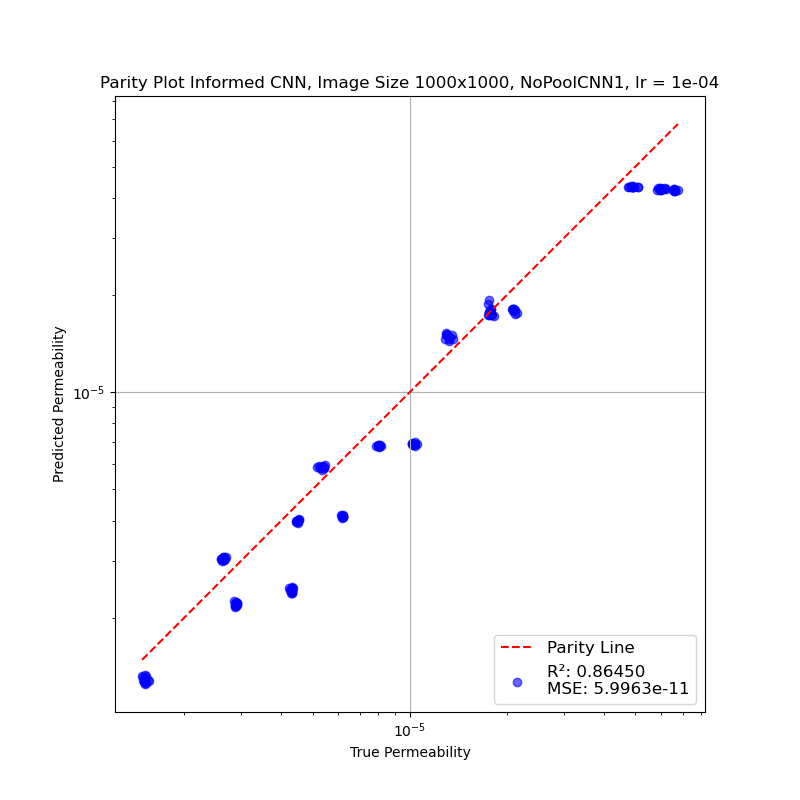 Parity Plot Informed CNN, Image Size 1000x1000, NoPoolCNN1, lr = 1e-04
Predicted Permeability
10⁻⁵
Parity Line
R²: 0.86450
MSE: 5.9963e-11
10⁻⁵
True Permeability